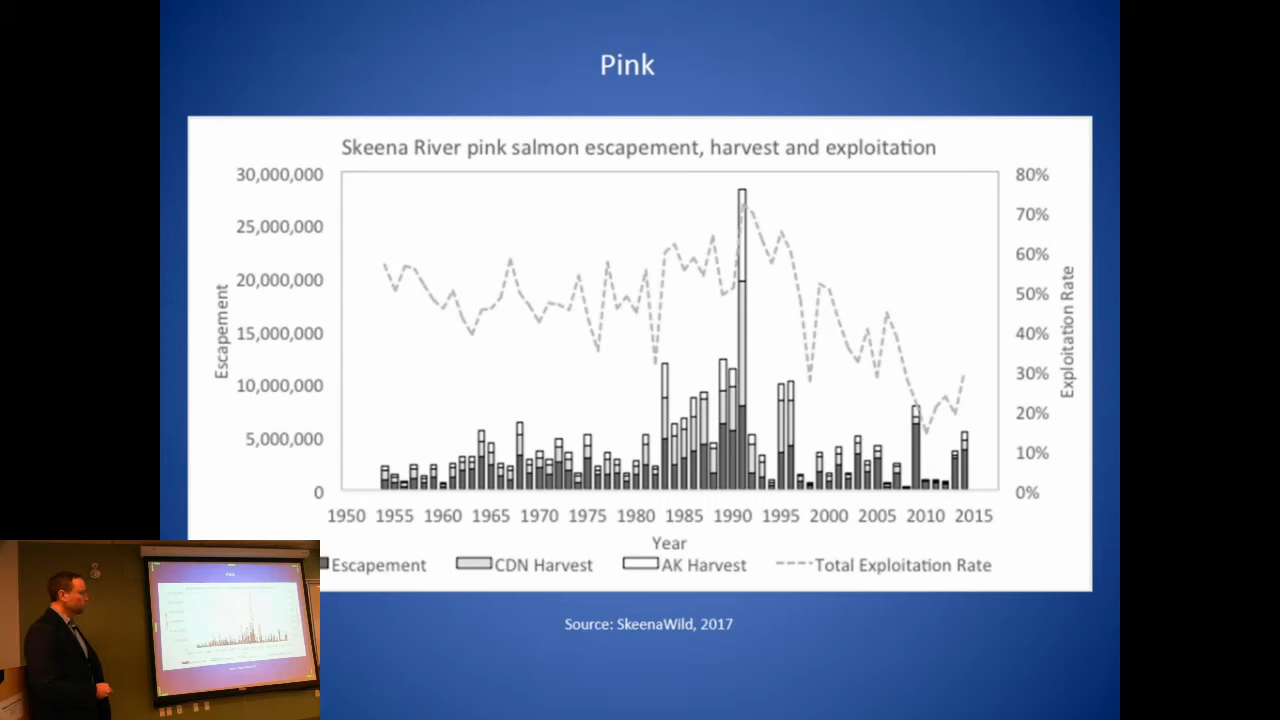 Pink
Skeena River pink salmon escapement, harvest and exploitation
30,000,000
25,000,000
20,000,000
15,000,000
10,000,000
5,000,000
0
Escapement
80%
70%
60%
50%
40%
30%
20%
10%
0%
Exploitation Rate
1950 1955 1960 1965 1970 1975 1980 1985 1990 1995 2000 2005 2010 2015
Year
Escapement CDN Harvest AK Harvest Total Exploitation Rate
Source: SkeenaWild, 2017
Pink